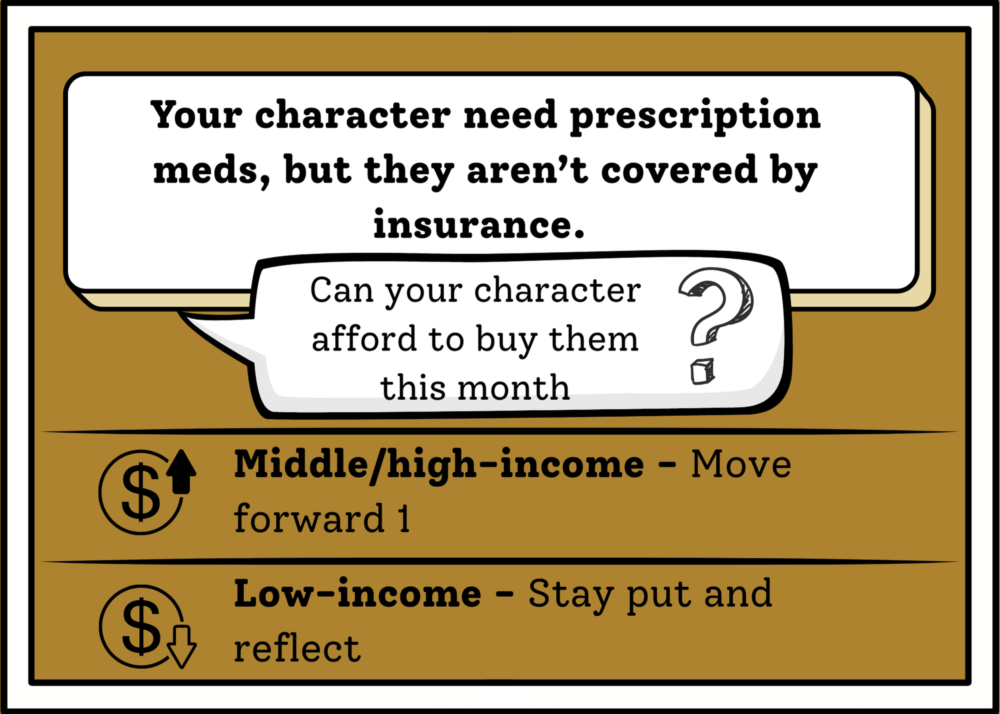 Your character need prescription
meds, but they aren’t covered by
insurance.
Can your character
afford to buy them
this month
?
$
Middle/high-income - Move
forward 1
$
Low-income - Stay put and
reflect